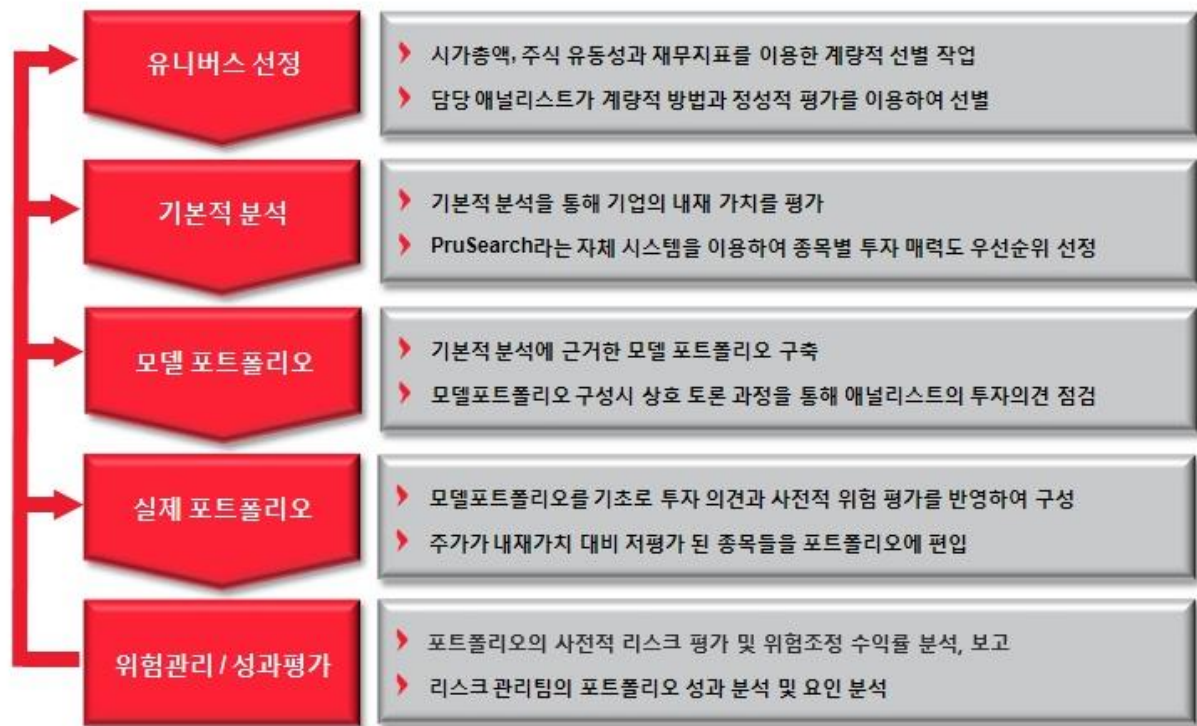 유니버스 선정
시가총액, 주식 유동성과 재무지표를 이용한 계량적 선별 작업
담당 애널리스트가 계량적 방법과 정성적 평가를 이용하여 선별
기본적 분석
기본적 분석을 통해 기업의 내재 가치를 평가
PruSearch라는 자체 시스템을 이용하여 종목별 투자 매력도 우선순위 선정
모델 포트폴리오
기본적 분석에 근거한 모델 포트폴리오 구축
모델포트폴리오 구성시 상호 토론 과정을 통해 애널리스트의 투자의견 점검
실제 포트폴리오
모델포트폴리오를 기초로 투자 의견과 사전적 위험 평가를 반영하여 구성
주가가 내재가치 대비 저평가 된 종목들을 포트폴리오에 편입
위험관리 / 성과평가
포트폴리오의 사전적 리스크 평가 및 위험조정 수익률 분석, 보고
리스크 관리팀의 포트폴리오 성과 분석 및 요인 분석